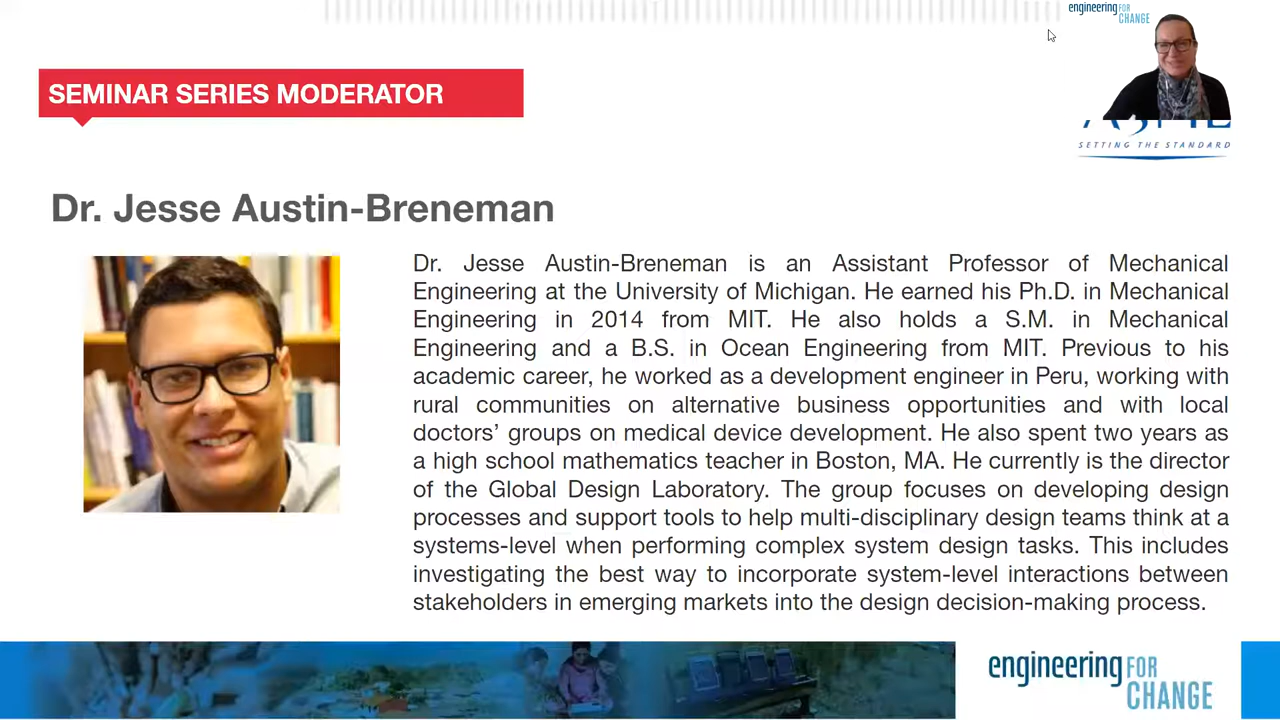 engineering FOR
CHANGE
SEMINAR SERIES MODERATOR
SETTING THE STANDARD
Dr. Jesse Austin-Breneman
Dr. Jesse Austin-Breneman is an Assistant Professor of Mechanical
Engineering at the University of Michigan. He earned his Ph.D. in Mechanical
Engineering in 2014 from MIT. He also holds a S.M. in Mechanical
Engineering and a B.S. in Ocean Engineering from MIT. Previous to his
academic career, he worked as a development engineer in Peru, working with
rural communities on alternative business opportunities and with local
doctors’ groups on medical device development. He also spent two years as
a high school mathematics teacher in Boston, MA. He currently is the director
of the Global Design Laboratory. The group focuses on developing design
processes and support tools to help multi-disciplinary design teams think at a
systems-level when performing complex system design tasks. This includes
investigating the best way to incorporate system-level interactions between
stakeholders in emerging markets into the design decision-making process.
engineering FOR
CHANGE